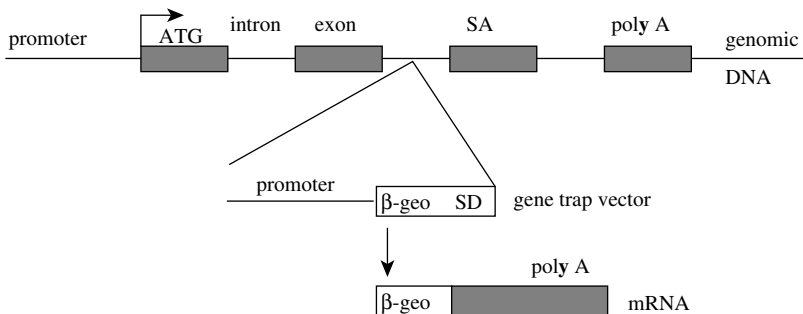 promoter ATG intron exon SA poly A genomic
DNA
promoter
β-geo SD gene trap vector
poly A
β-geo mRNA